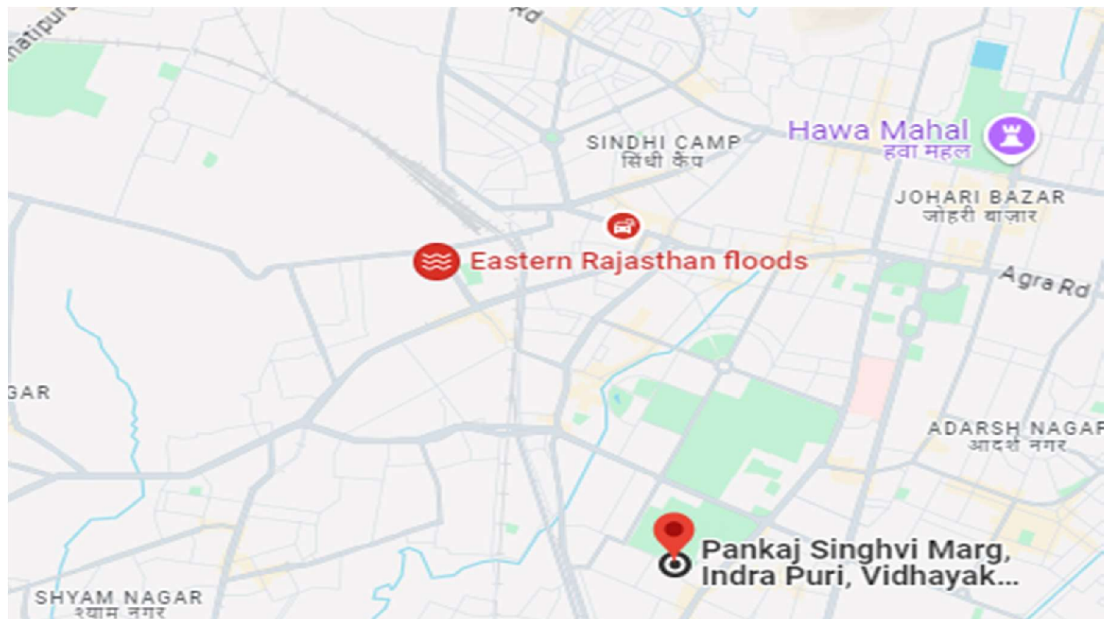 Rd
SINDHI CAMP
सिंधी कैंप
Hawa Mahal
हवा महल
JOHARI BAZAR
जोहरी बाज़ार
Eastern Rajasthan floods
Agra Rd
GAR
ADARSH NAGAR
आदर्श नगर
Pankaj Singhvi Marg,
Indra Puri, Vidhayak...
SHYAM NAGAR
श्याम नगर